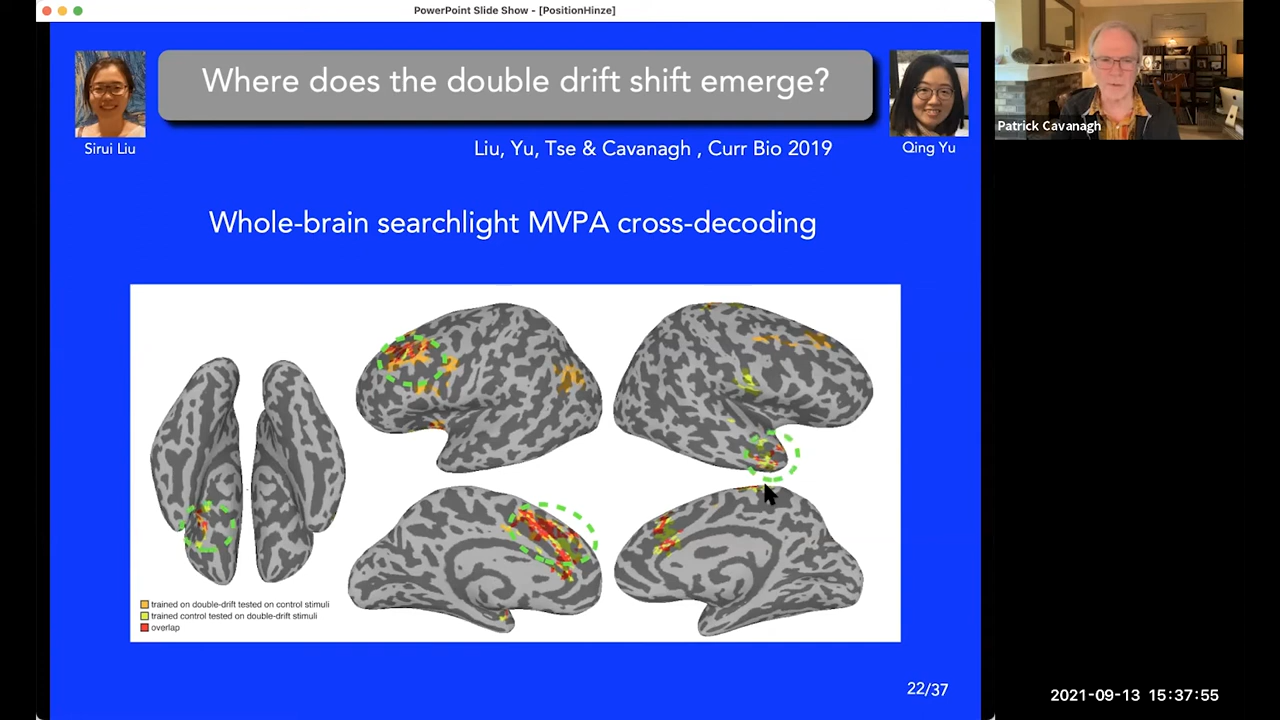 PowerPoint Slide Show - [PositionHinze]
Where does the double drift shift emerge?
Sirui Liu
Liu, Yu, Tse & Cavanagh , Curr Bio 2019
Qing Yu
Patrick Cavanagh
Whole-brain searchlight MVPA cross-decoding
trained on double-drift tested on control stimuli
trained control tested on double-drift stimuli
overlap
22/37
2021-09-13 15:37:55